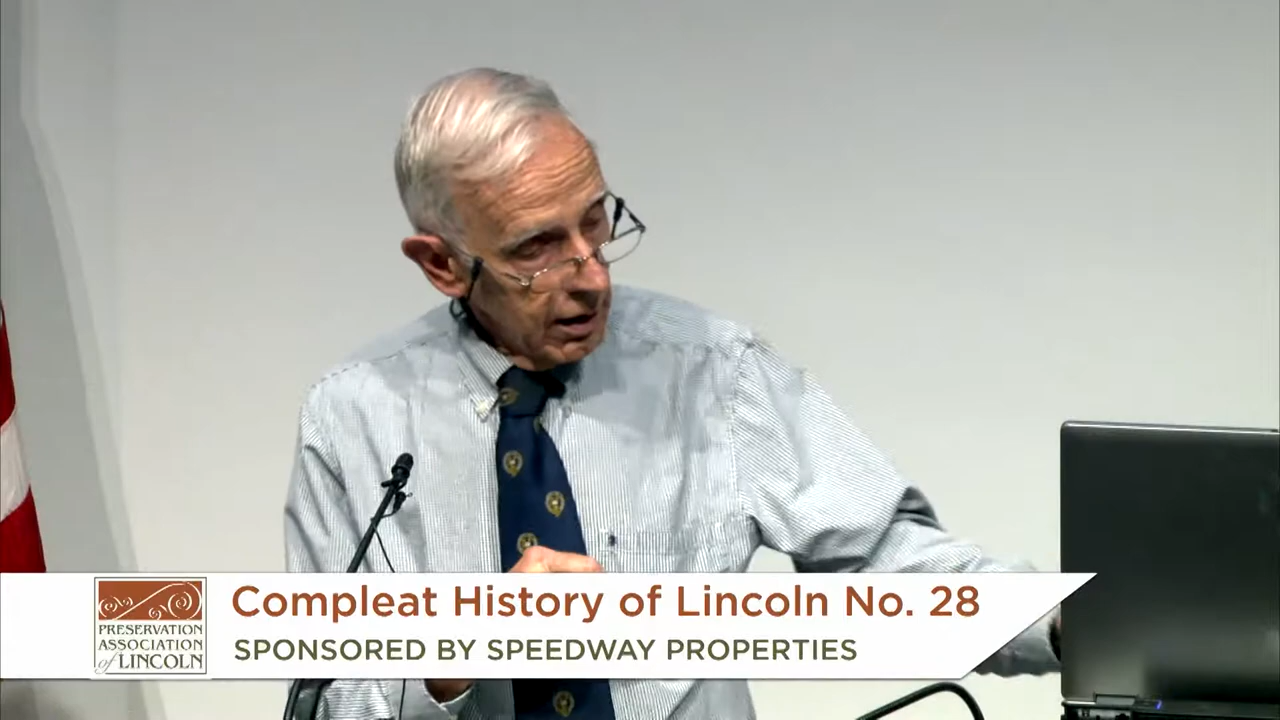 Compleat History of Lincoln No. 28
SPONSORED BY SPEEDWAY PROPERTIES
PRESERVATION
ASSOCIATION
of LINCOLN